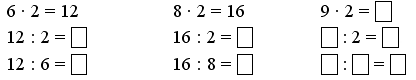 6 · 2 = 12 8 · 2 = 16 9 · 2 = □
12 : 2 = □ 16 : 2 = □ □ : 2 = □
12 : 6 = □ 16 : 8 = □ □ : □ = □